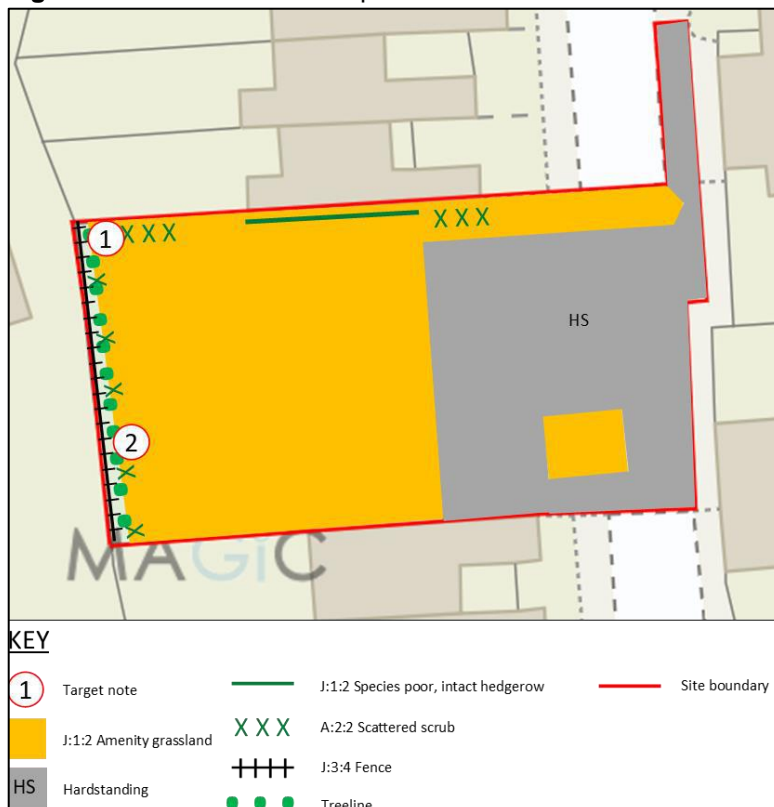 1
X X X
X X X
HS
2
MAGiC
KEY
1 Target note
J:1:2 Species poor, intact hedgerow
Site boundary
J:1:2 Amenity grassland
X X X A:2:2 Scattered scrub
J:3:4 Fence
HS Hardstanding
Treeline